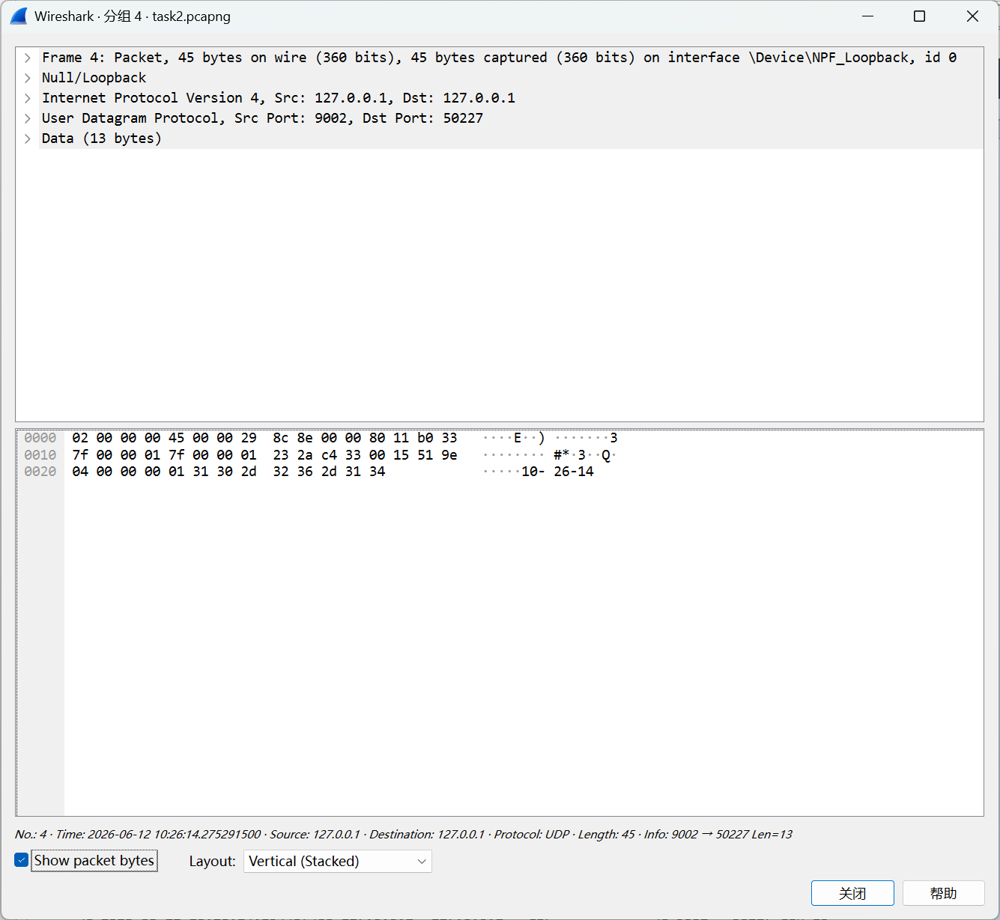 Wireshark · 分组 4 · task2.pcapng
Frame 4: Packet, 45 bytes on wire (360 bits), 45 bytes captured (360 bits) on interface \Device\NPF_Loopback, id 0
Null/Loopback
Internet Protocol Version 4, Src: 127.0.0.1, Dst: 127.0.0.1
User Datagram Protocol, Src Port: 9002, Dst Port: 50227
Data (13 bytes)
0000 02 00 00 00 45 00 00 29 8c 8e 00 00 80 11 b0 33 ····E··) ·······3
0010 7f 00 00 01 7f 00 00 01 23 2a c4 33 00 15 51 9e ········ #*·3··Q·
0020 04 00 00 00 01 31 30 2d 32 36 2d 31 34 ·····10- 26-14
No.: 4 · Time: 2026-06-12 10:26:14.275291500 · Source: 127.0.0.1 · Destination: 127.0.0.1 · Protocol: UDP · Length: 45 · Info: 9002 → 50227 Len=13
Show packet bytes Layout: Vertical (Stacked)
关闭 帮助